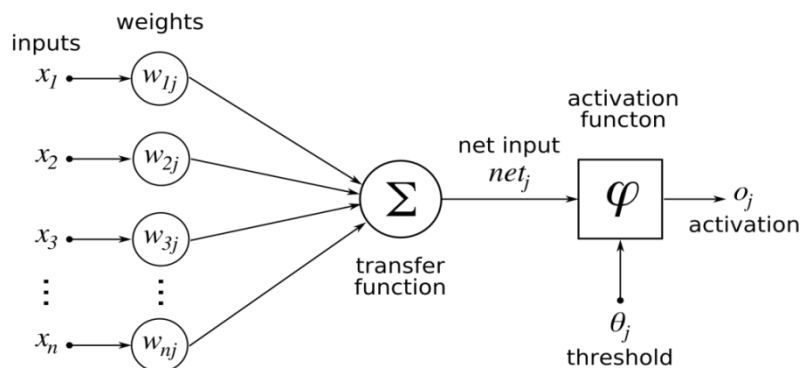 weights
inputs
x1
w1j
activation
functon
x2
w2j
net input
netj
Σ
φ
oj
activation
x3
w3j
transfer
function
⋮
⋮
θj
threshold
xn
wnj